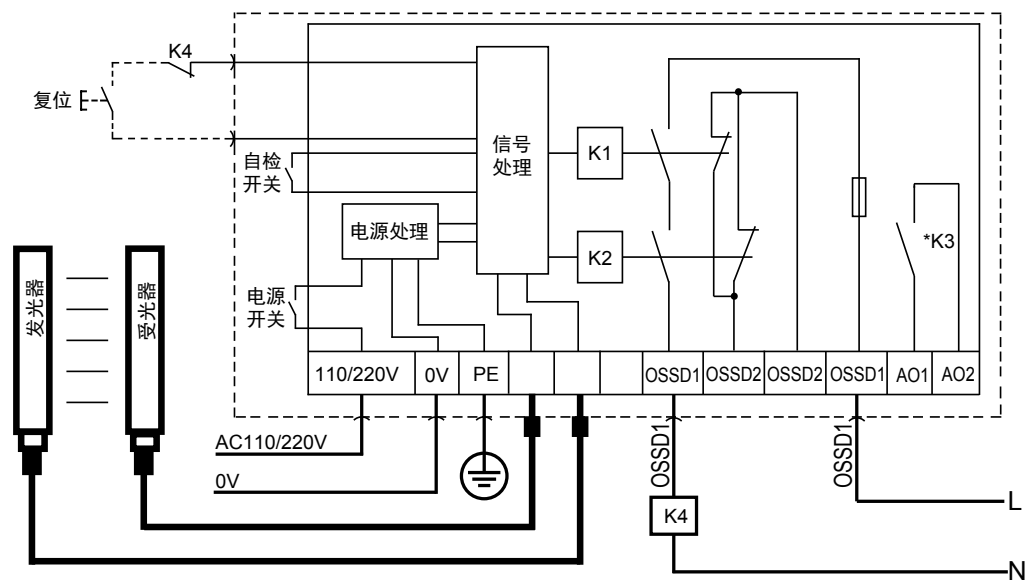 K4
复位
自检
开关
信号
处理
K1
电源处理
K2
*K3
电源
开关
发光器
受光器
110/220V
0V
PE
OSSD1
OSSD2
OSSD2
OSSD1
AO1
AO2
AC110/220V
0V
OSSD1
OSSD1
K4
L
N